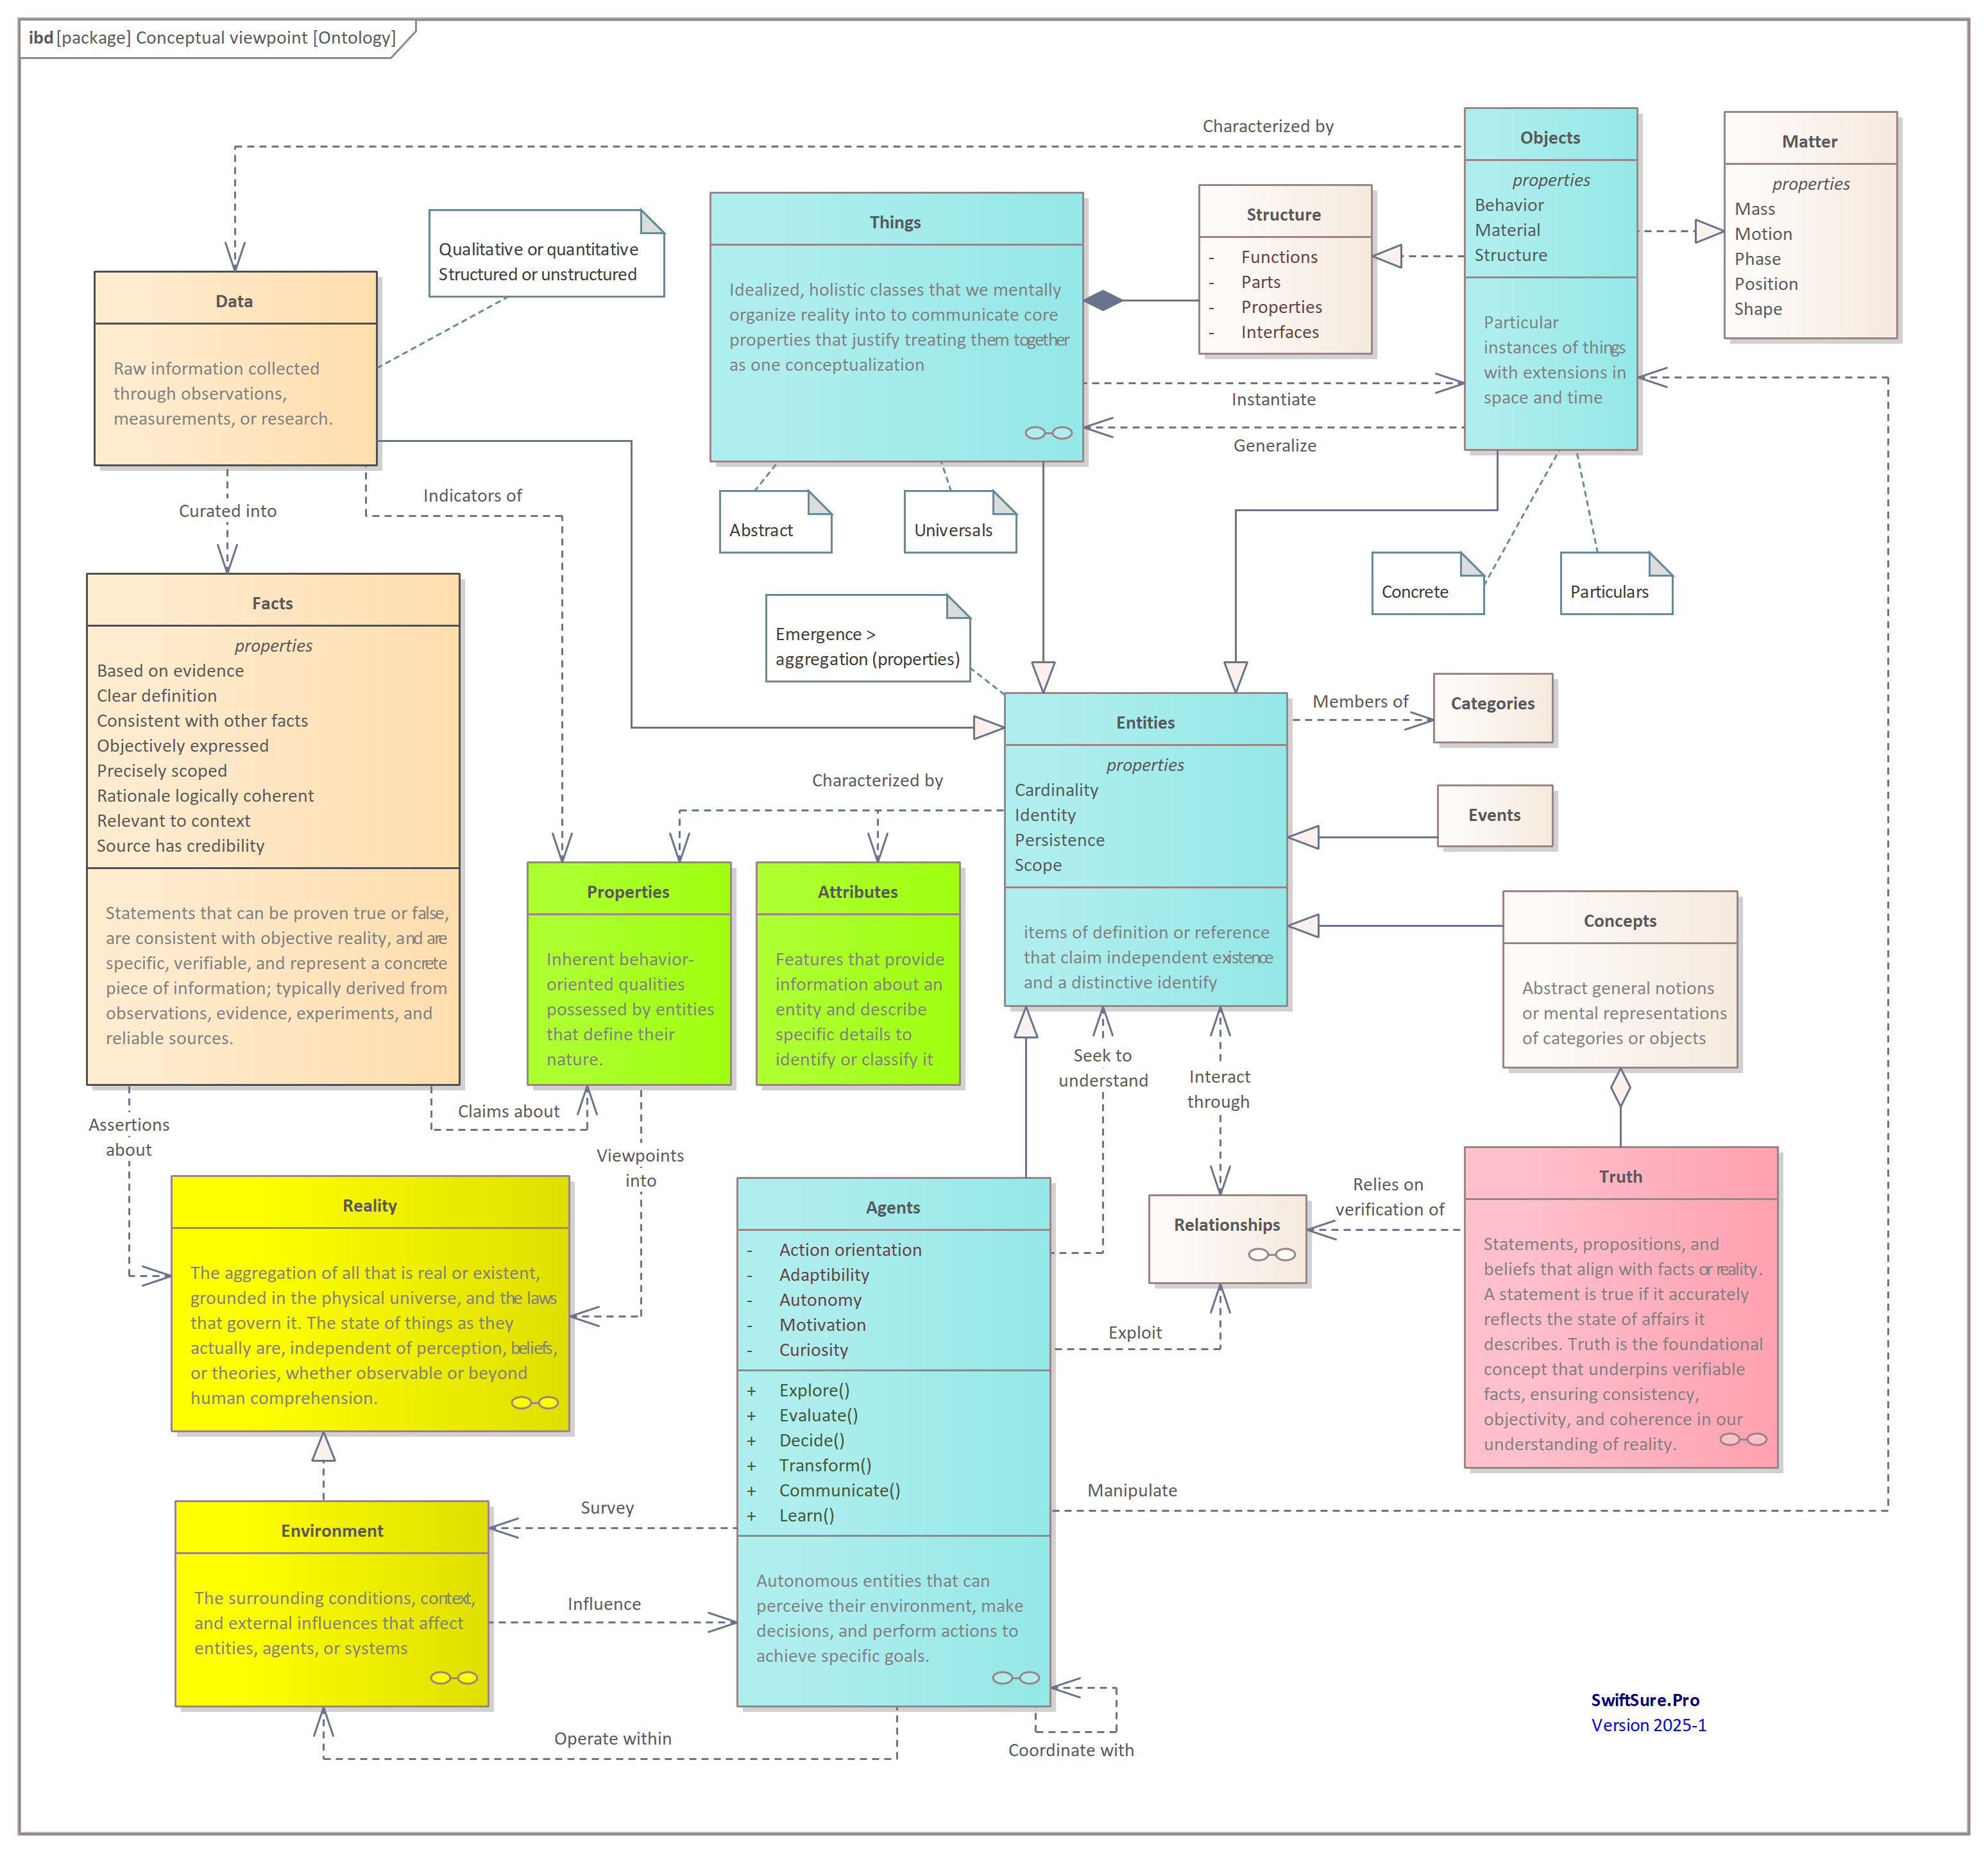 ibd [package] Conceptual viewpoint [Ontology]
Characterized by
Objects
properties
Behavior
Material
Structure
Particular
instances of things
with extensions in
space and time
Matter
properties
Mass
Motion
Phase
Position
Shape
Structure
- Functions
- Parts
- Properties
- Interfaces
Things
Idealized, holistic classes that we mentally
organize reality into to communicate core
properties that justify treating them together
as one conceptualization
Qualitative or quantitative
Structured or unstructured
Data
Raw information collected
through observations,
measurements, or research.
Instantiate
Generalize
Curated into
Indicators of
Abstract
Universals
Concrete
Particulars
Emergence >
aggregation (properties)
Facts
properties
Based on evidence
Clear definition
Consistent with other facts
Objectively expressed
Precisely scoped
Rationale logically coherent
Relevant to context
Source has credibility
Statements that can be proven true or false,
are consistent with objective reality, and are
specific, verifiable, and represent a concrete
piece of information; typically derived from
observations, evidence, experiments, and
reliable sources.
Entities
properties
Cardinality
Identity
Persistence
Scope
items of definition or reference
that claim independent existence
and a distinctive identify
Members of
Categories
Events
Characterized by
Properties
Inherent behavior-
oriented qualities
possessed by entities
that define their
nature.
Attributes
Features that provide
information about an
entity and describe
specific details to
identify or classify it
Concepts
Abstract general notions
or mental representations
of categories or objects
Seek to
understand
Interact
through
Assertions
about
Claims about
Viewpoints
into
Reality
The aggregation of all that is real or existent,
grounded in the physical universe, and the laws
that govern it. The state of things as they
actually are, independent of perception, beliefs,
or theories, whether observable or beyond
human comprehension.
Agents
- Action orientation
- Adaptibility
- Autonomy
- Motivation
- Curiosity
+ Explore()
+ Evaluate()
+ Decide()
+ Transform()
+ Communicate()
+ Learn()
Autonomous entities that can
perceive their environment, make
decisions, and perform actions to
achieve specific goals.
Relationships
Relies on
verification of
Exploit
Truth
Statements, propositions, and
beliefs that align with facts or reality.
A statement is true if it accurately
reflects the state of affairs it
describes. Truth is the foundational
concept that underpins verifiable
facts, ensuring consistency,
objectivity, and coherence in our
understanding of reality.
Manipulate
Survey
Environment
The surrounding conditions, context,
and external influences that affect
entities, agents, or systems
Influence
Operate within
Coordinate with
SwiftSure.Pro
Version 2025-1